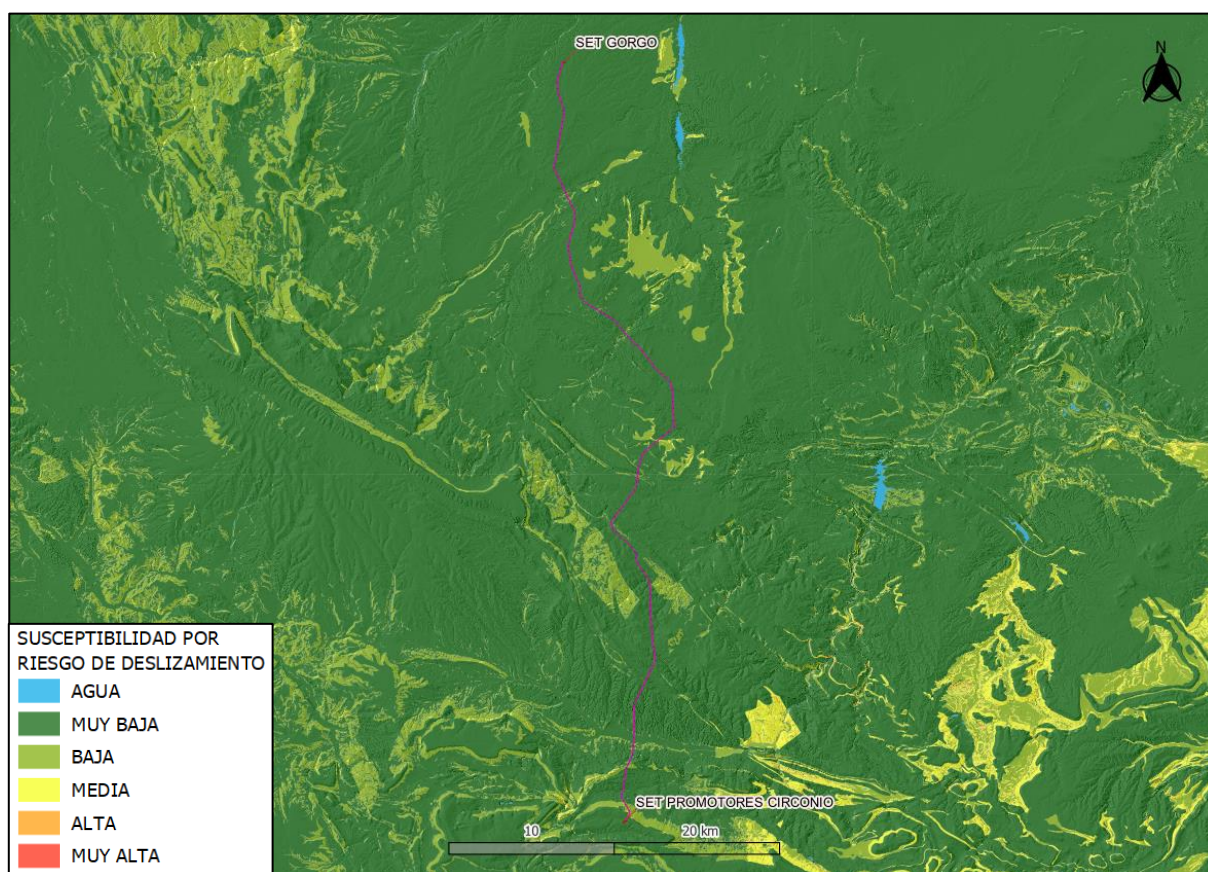 SET GORGO
N
SET PROMOTORES CIRCONIO
10
20 km
SUSCEPTIBILIDAD POR
RIESGO DE DESLIZAMIENTO
AGUA
MUY BAJA
BAJA
MEDIA
ALTA
MUY ALTA